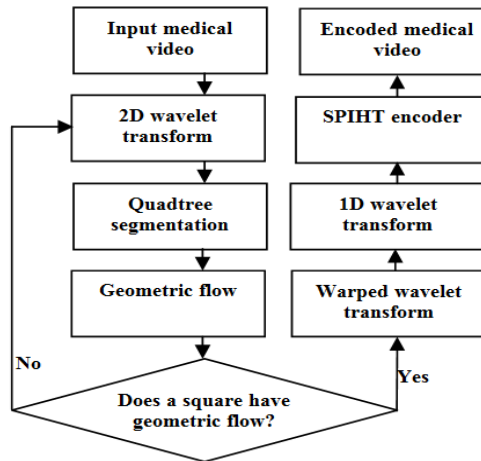 Input medical
video
2D wavelet
transform
Quadtree
segmentation
Geometric flow
No
Does a square have
geometric flow?
Yes
Warped wavelet
transform
1D wavelet
transform
SPIHT encoder
Encoded medical
video